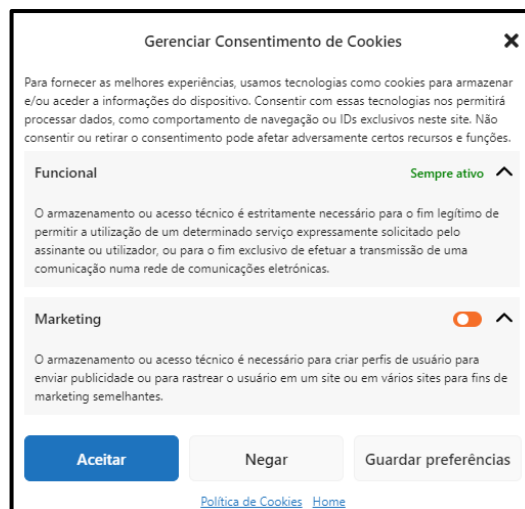 Gerenciar Consentimento de Cookies
Para fornecer as melhores experiências, usamos tecnologias como cookies para armazenar
e/ou aceder a informações do dispositivo. Consentir com essas tecnologias nos permitirá
processar dados, como comportamento de navegação ou IDs exclusivos neste site. Não
consentir ou retirar o consentimento pode afetar adversamente certos recursos e funções.
Funcional Sempre ativo
O armazenamento ou acesso técnico é estritamente necessário para o fim legítimo de
permitir a utilização de um determinado serviço expressamente solicitado pelo
assinante ou utilizador, ou para o fim exclusivo de efetuar a transmissão de uma
comunicação numa rede de comunicações eletrónicas.
Marketing
O armazenamento ou acesso técnico é necessário para criar perfis de usuário para
enviar publicidade ou para rastrear o usuário em um site ou em vários sites para fins de
marketing semelhantes.
Aceitar Negar Guardar preferências
Política de Cookies Home